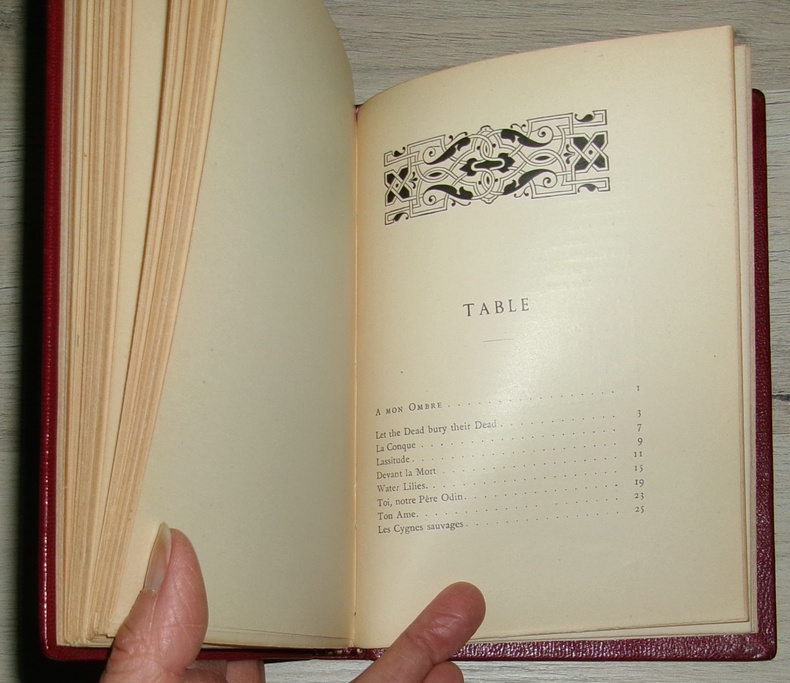 TABLE
A MON OMBRE . . . . . . . . . . . . . . 1
Let the Dead bury their Dead . . . . . . . . . . 3
La Conque . . . . . . . . . . . . . . . . 7
Lassitude . . . . . . . . . . . . . . . . 9
Devant la Mort . . . . . . . . . . . . . . 11
Water Lilies. . . . . . . . . . . . . . . 15
Toi, notre Père Odin. . . . . . . . . . . . 19
Ton Ame. . . . . . . . . . . . . . . . 23
Les Cygnes sauvages . . . . . . . . . . . . 25